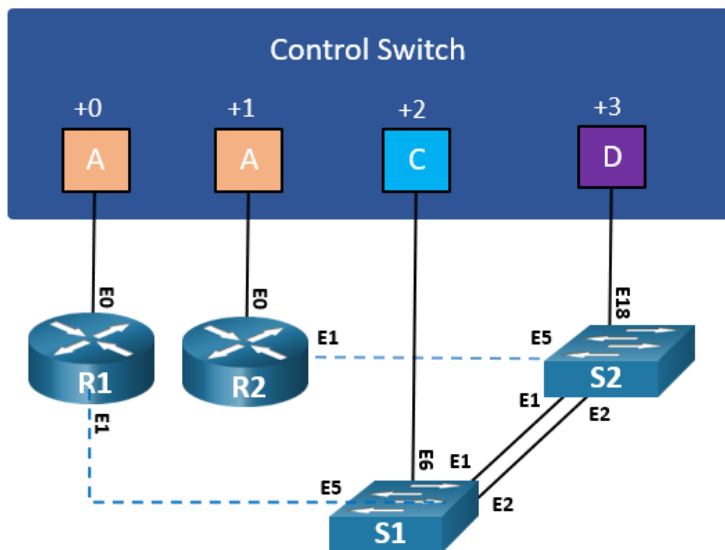 Control Switch
+0 +1 +2 +3
A A C D
E0 E0 E18
E1 E5
R1 R2 S2
E1 E2
E1
E6 E1
E5 E2
S1